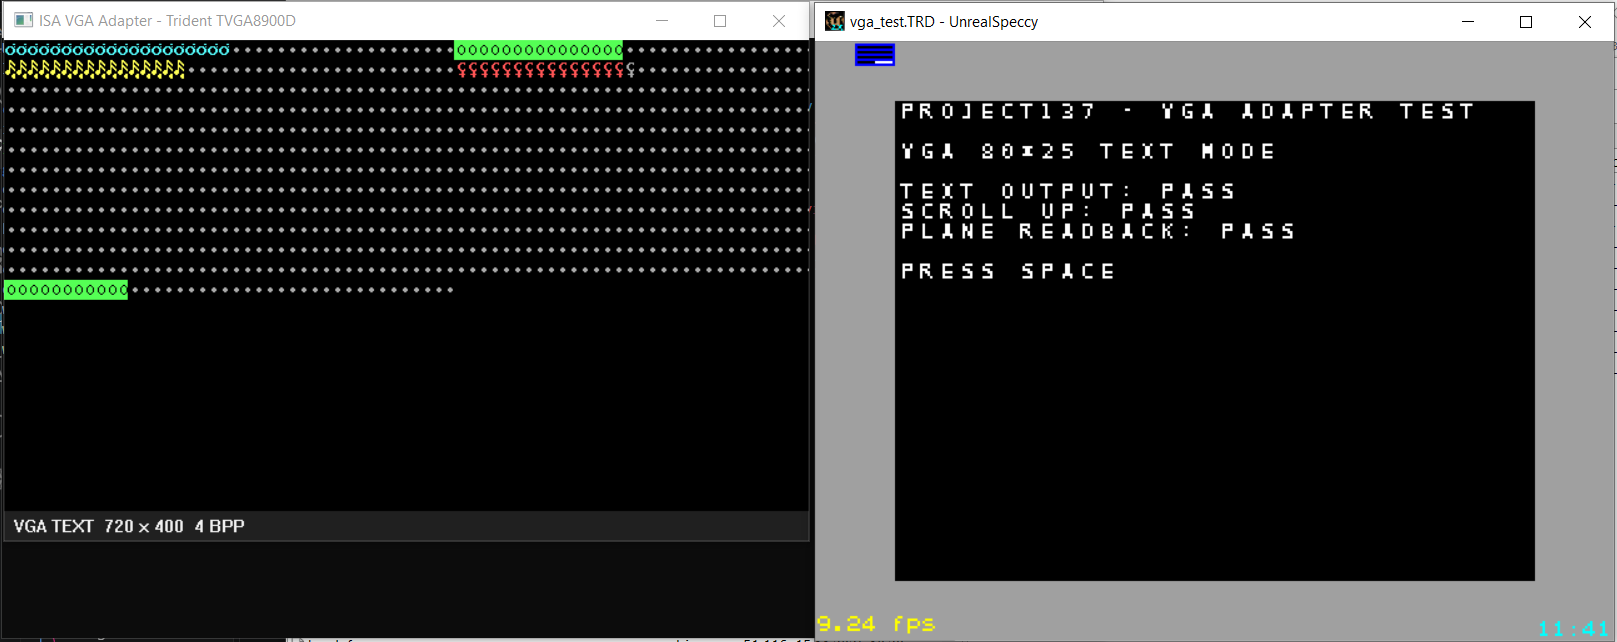 ISA VGA Adapter - Trident TVGA8900D
VGA TEXT 720 x 400 4 BPP
vga_test.TRD - UnrealSpeccy
PROJECT137 - VGA ADAPTER TEST
VGA 80x25 TEXT MODE
TEXT OUTPUT: PASS
SCROLL UP: PASS
PLANE READBACK: PASS
PRESS SPACE
9.24 fps
11:41